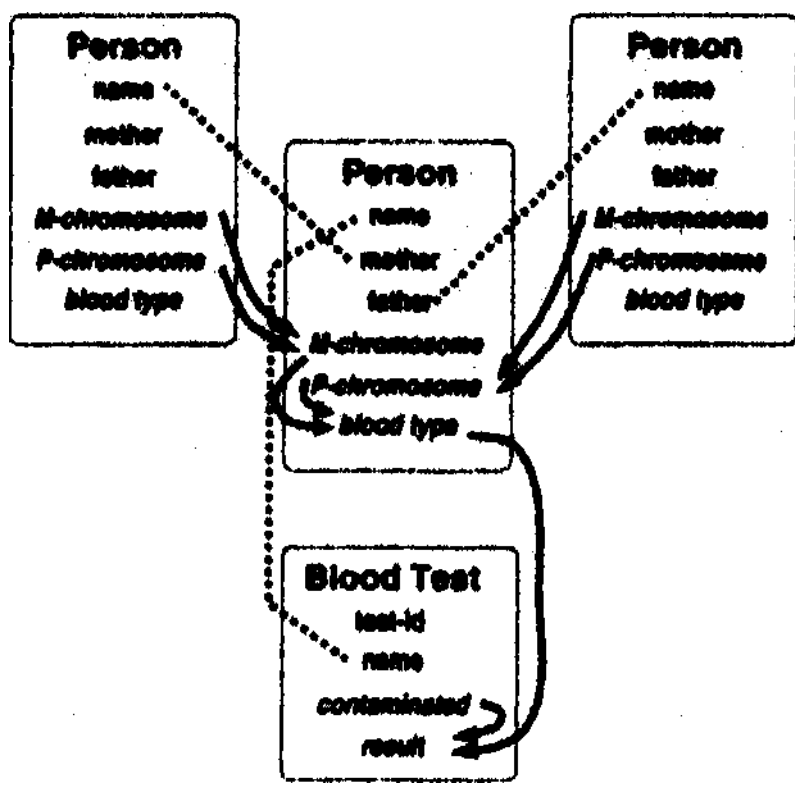 Person
name
mother
father
M-chromosome
P-chromosome
blood type
Person
name
mother
father
M-chromosome
P-chromosome
blood type
Person
name
mother
father
M-chromosome
P-chromosome
blood type
Blood Test
test-id
name
contaminated
result